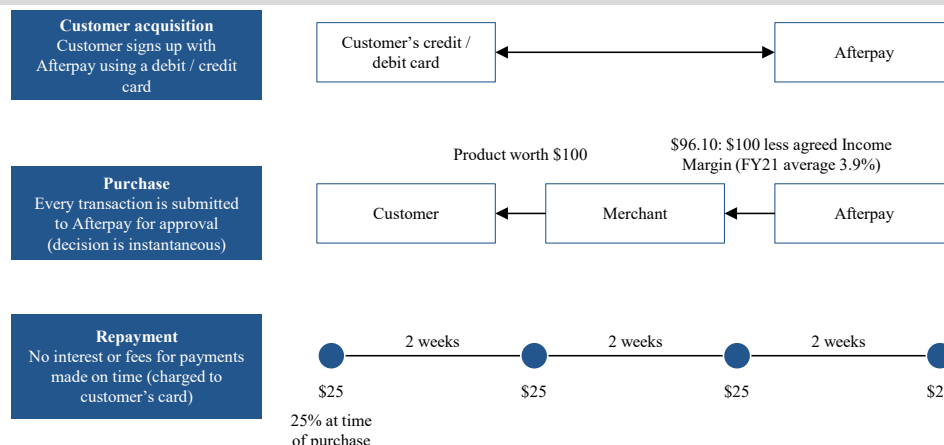 Customer acquisition
Customer signs up with
Afterpay using a debit / credit
card
Customer's credit /
debit card
Afterpay
Product worth $100
$96.10: $100 less agreed Income
Margin (FY21 average 3.9%)
Purchase
Every transaction is submitted
to Afterpay for approval
(decision is instantaneous)
Customer
Merchant
Afterpay
Repayment
No interest or fees for payments
made on time (charged to
customer's card)
2 weeks
2 weeks
2 weeks
$25
$25
$25
25% at time
of purchase